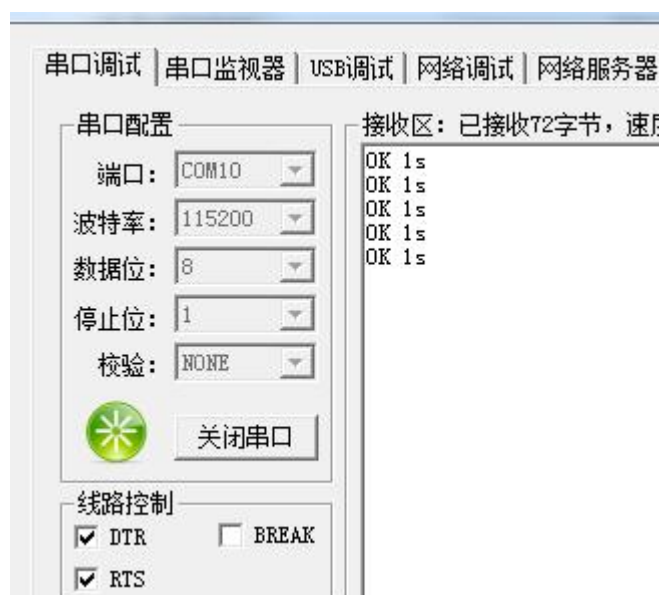 串口调试 串口监视器 USB调试 网络调试 网络服务器
串口配置
端口: COM10
波特率: 115200
数据位: 8
停止位: 1
校验: NONE
关闭串口
线路控制
DTR BREAK
RTS
接收区: 已接收72字节, 速
OK 1s
OK 1s
OK 1s
OK 1s
OK 1s